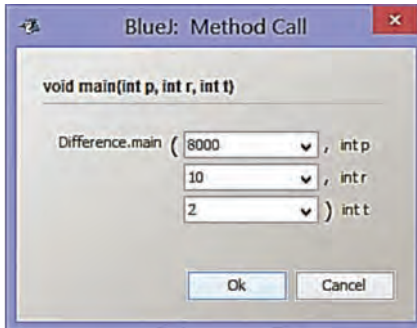 BlueJ: Method Call
void main(int p, int r, int t)
Difference.main ( 8000 , int p
10 , int r
2 ) int t
Ok Cancel